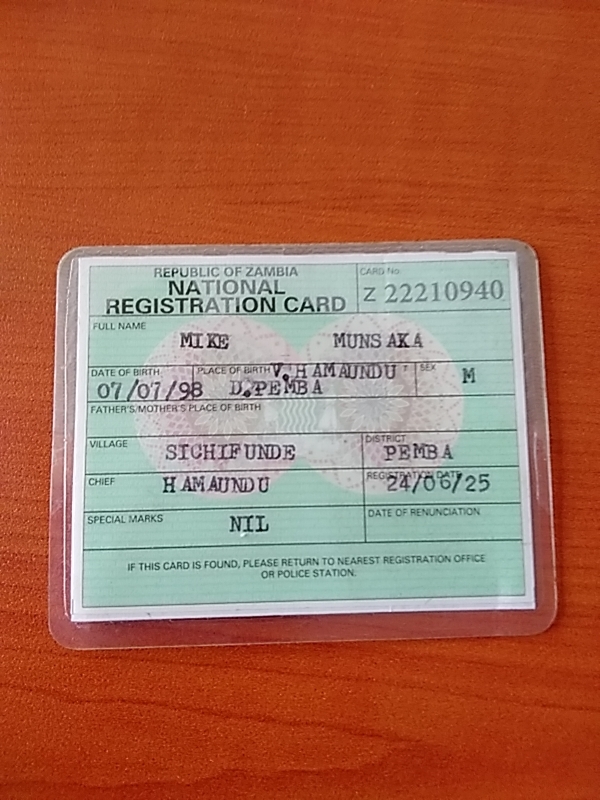 REPUBLIC OF ZAMBIA
NATIONAL
REGISTRATION CARD
CARD No.
Z 22210940
FULL NAME
MIKE MUNSAKA
DATE OF BIRTH PLACE OF BIRTH V.HAMAUNDU SEX M
07/07/98 D.PEMBA
FATHER'S/MOTHER'S PLACE OF BIRTH
VILLAGE SICHIFUNDE DISTRICT PEMBA
CHIEF HAMAUNDU REGISTRATION DATE 24/06/25
SPECIAL MARKS NIL DATE OF RENUNCIATION
IF THIS CARD IS FOUND, PLEASE RETURN TO NEAREST REGISTRATION OFFICE
OR POLICE STATION.